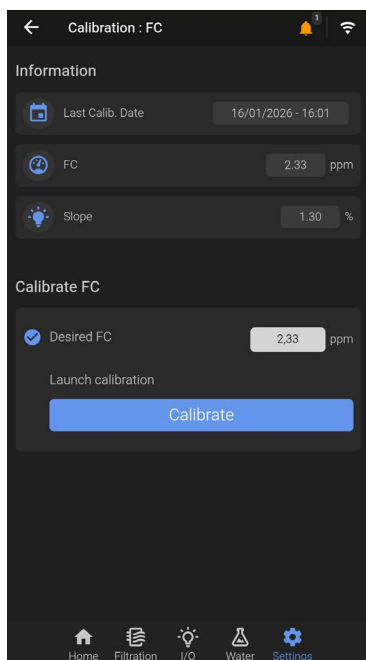 Calibration : FC
1
Information
Last Calib. Date 16/01/2026 - 16:01
FC 2.33 ppm
Slope 1.30 %
Calibrate FC
Desired FC 2,33 ppm
Launch calibration
Calibrate
Home Filtration I/O Water Settings